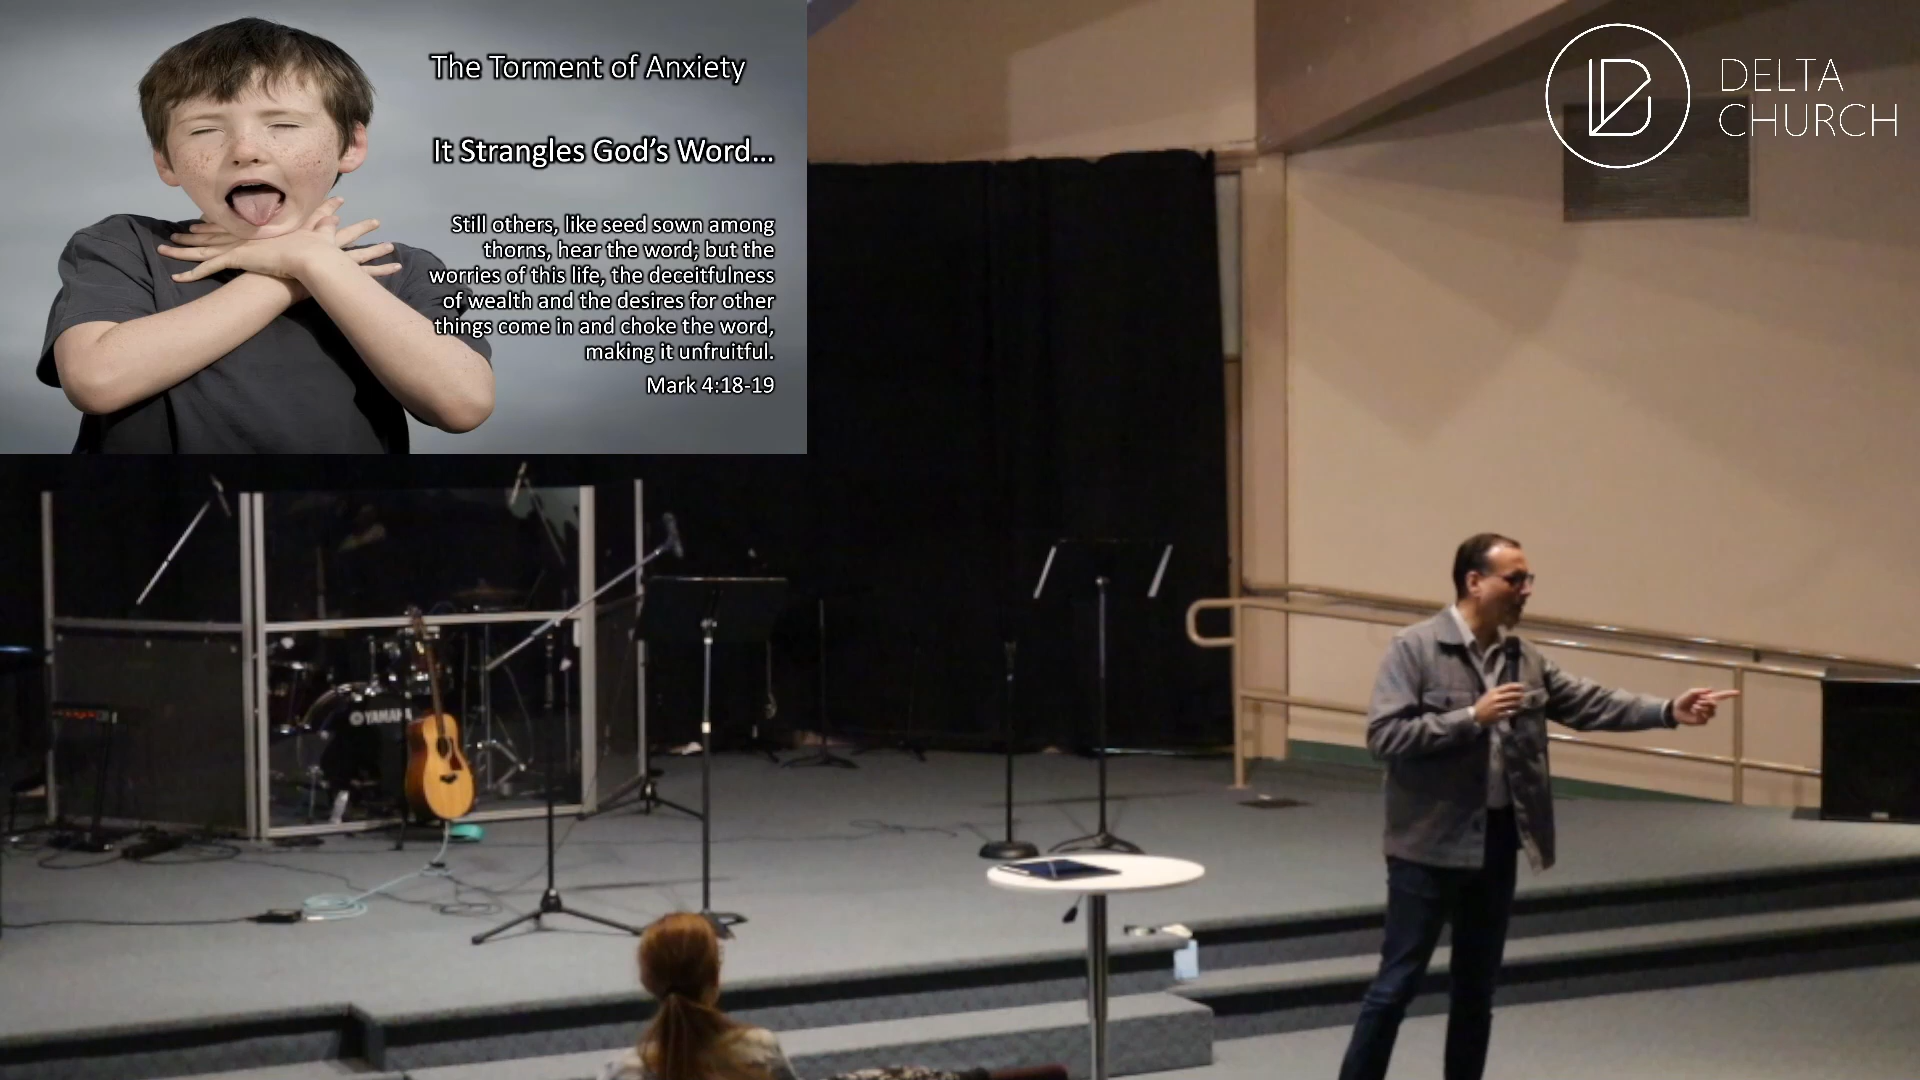 The Torment of Anxiety
It Strangles God's Word...
Still others, like seed sown among
thorns, hear the word; but the
worries of this life, the deceitfulness
of wealth and the desires for other
things come in and choke the word,
making it unfruitful.
Mark 4:18-19
DELTA
CHURCH
YAMAHA